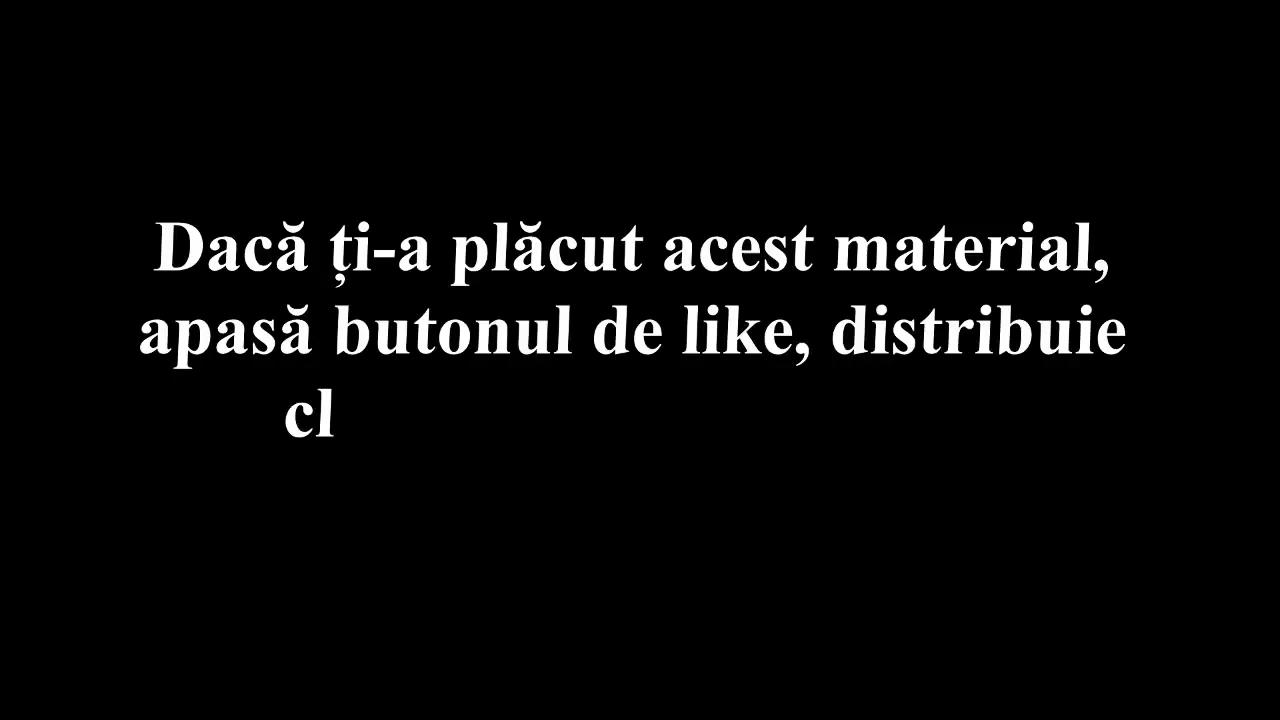 Dacă ți-a plăcut acest material,
apasă butonul de like, distribuie
cl